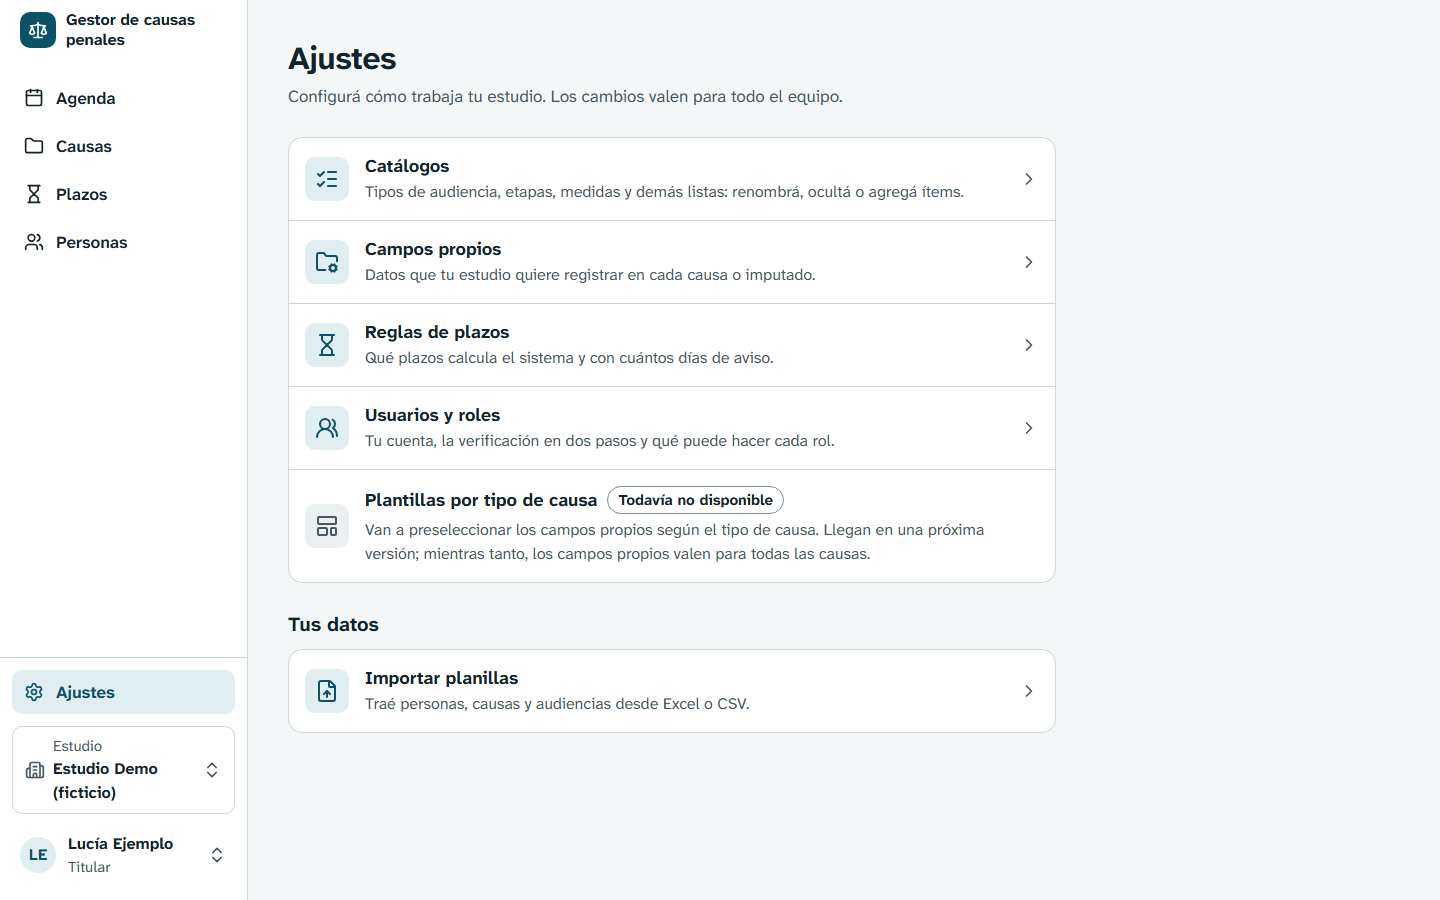 Gestor de causas
penales
Agenda
Causas
Plazos
Personas
Ajustes
Estudio
Estudio Demo
(ficticio)
LE
Lucía Ejemplo
Titular
Ajustes
Configurá cómo trabaja tu estudio. Los cambios valen para todo el equipo.
Catálogos
Tipos de audiencia, etapas, medidas y demás listas: renombrá, ocultá o agregá ítems.
Campos propios
Datos que tu estudio quiere registrar en cada causa o imputado.
Reglas de plazos
Qué plazos calcula el sistema y con cuántos días de aviso.
Usuarios y roles
Tu cuenta, la verificación en dos pasos y qué puede hacer cada rol.
Plantillas por tipo de causa Todavía no disponible
Van a preseleccionar los campos propios según el tipo de causa. Llegan en una próxima
versión; mientras tanto, los campos propios valen para todas las causas.
Tus datos
Importar planillas
Traé personas, causas y audiencias desde Excel o CSV.